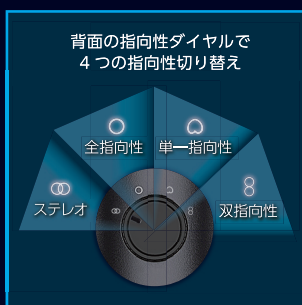 背面の指向性ダイヤルで
4つの指向性切り替え
全指向性
単一指向性
ステレオ
双指向性